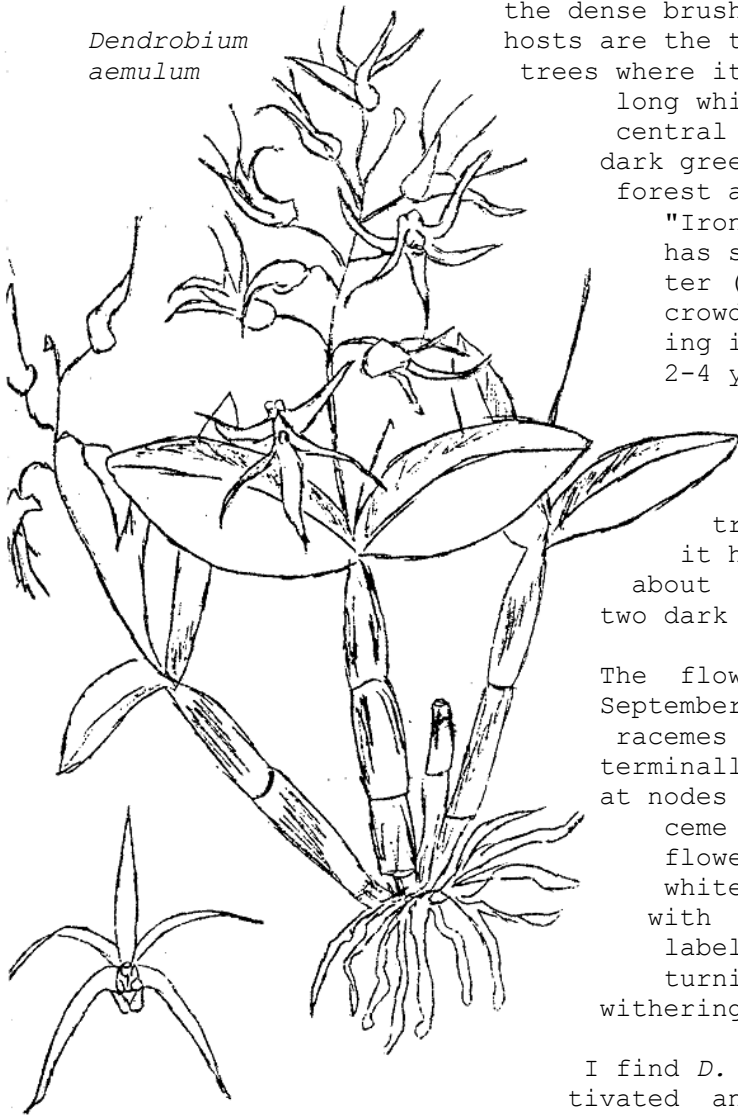 Dendrobium
aemulum
the dense brush
hosts are the t
trees where it
long whi
central
dark gree
forest a
"Iron
has s
ter (
crowd
ing i
2-4 y
tr
it h
about
two dark
The flow
September
racemes
terminall
at nodes
ceme
flowe
white
with
label
turni
withering
I find D.
tivated an